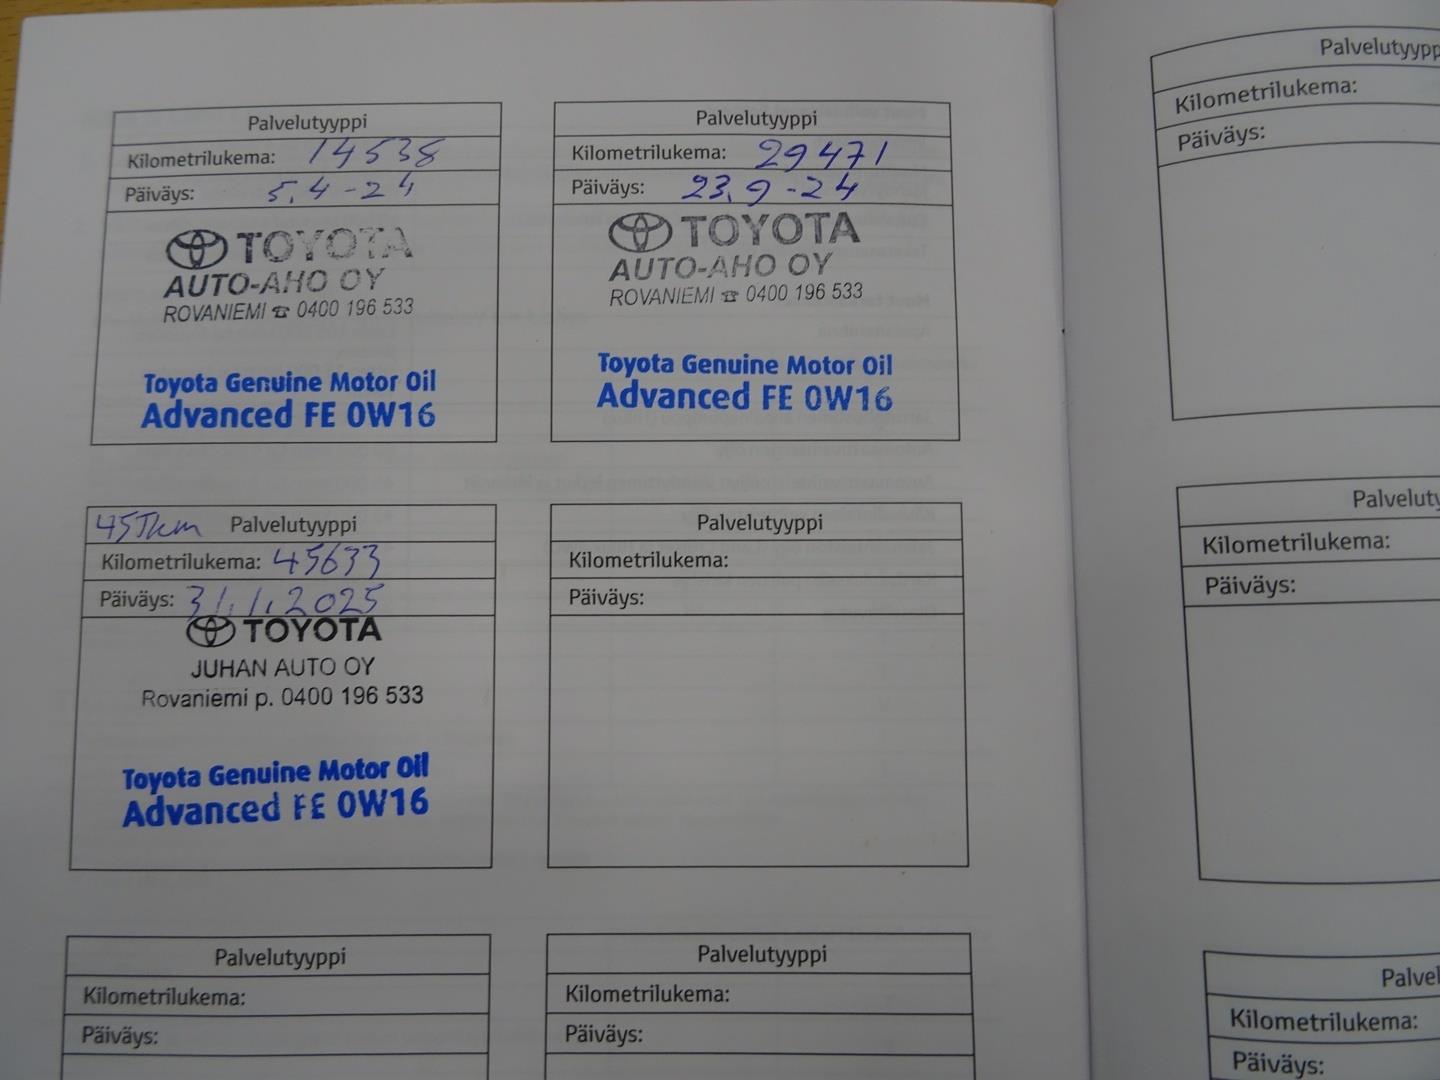 Palvelutyyppi
Kilometrilukema: 14538
Päiväys: 5.4-24
TOYOTA
AUTO-AHO OY
ROVANIEMI ☎ 0400 196 533
Toyota Genuine Motor Oil
Advanced FE 0W16
Palvelutyyppi
Kilometrilukema: 29471
Päiväys: 23.9-24
TOYOTA
AUTO-AHO OY
ROVANIEMI ☎ 0400 196 533
Toyota Genuine Motor Oil
Advanced FE 0W16
45Tkm Palvelutyyppi
Kilometrilukema: 45633
Päiväys: 31.1.2025
TOYOTA
JUHAN AUTO OY
Rovaniemi p. 0400 196 533
Toyota Genuine Motor Oil
Advanced FE 0W16
Palvelutyyppi
Kilometrilukema:
Päiväys:
Palvelutyyppi
Kilometrilukema:
Päiväys:
Palvelutyyppi
Kilometrilukema:
Päiväys:
Palvelutyypp
Kilometrilukema:
Päiväys:
Palveluty
Kilometrilukema:
Päiväys:
Palvel
Kilometrilukema:
Päiväys: